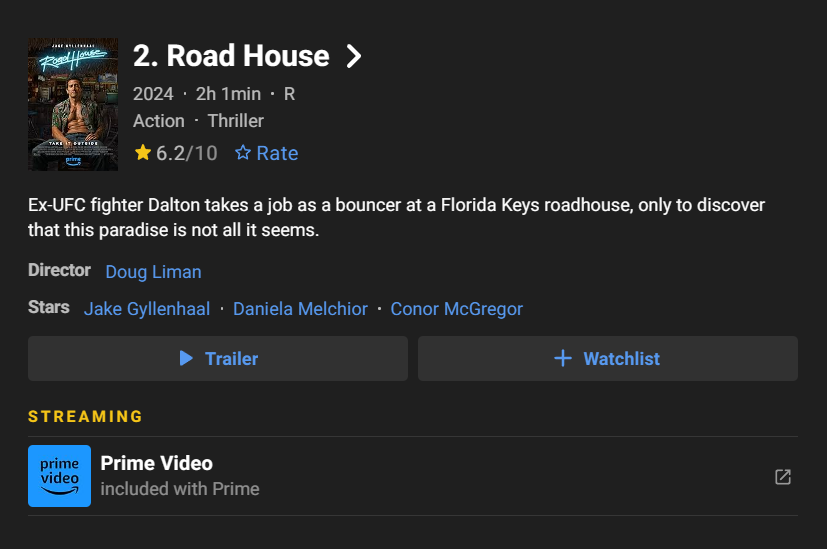 JAKE GYLLENHAAL
Road House
TAKE IT OUTSIDE
prime
2. Road House
2024 · 2h 1min · R
Action · Thriller
6.2/10 Rate
Ex-UFC fighter Dalton takes a job as a bouncer at a Florida Keys roadhouse, only to discover
that this paradise is not all it seems.
Director Doug Liman
Stars Jake Gyllenhaal · Daniela Melchior · Conor McGregor
Trailer
Watchlist
STREAMING
prime
video
Prime Video
included with Prime